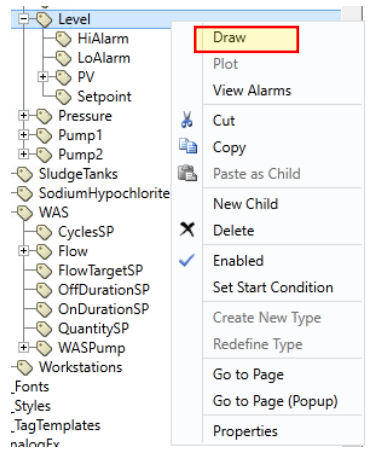 Level
HiAlarm
LoAlarm
PV
Setpoint
Pressure
Pump1
Pump2
SludgeTanks
SodiumHypochlorite
WAS
CyclesSP
Flow
FlowTargetSP
OffDurationSP
OnDurationSP
QuantitySP
WASPump
Workstations
_Fonts
_Styles
_TagTemplates
Draw
Plot
View Alarms
Cut
Copy
Paste as Child
New Child
Delete
Enabled
Set Start Condition
Create New Type
Redefine Type
Go to Page
Go to Page (Popup)
Properties